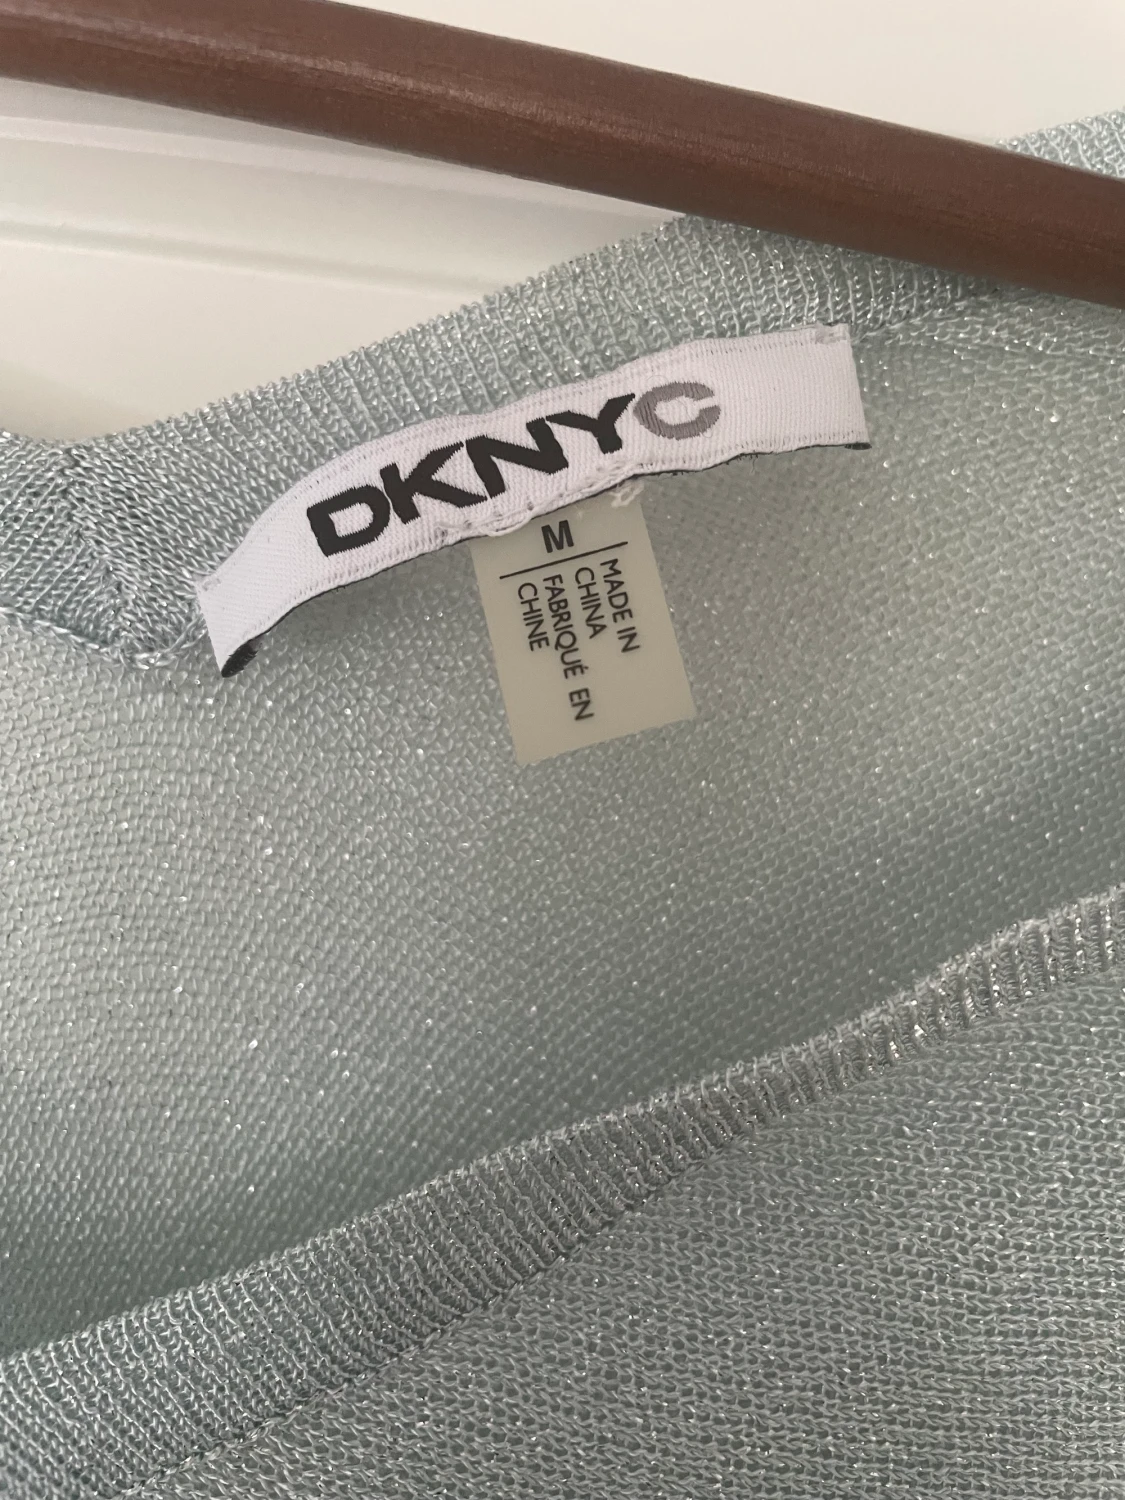 DKNYC
M
MADE IN
CHINA
FABRIQUÉ EN
CHINE